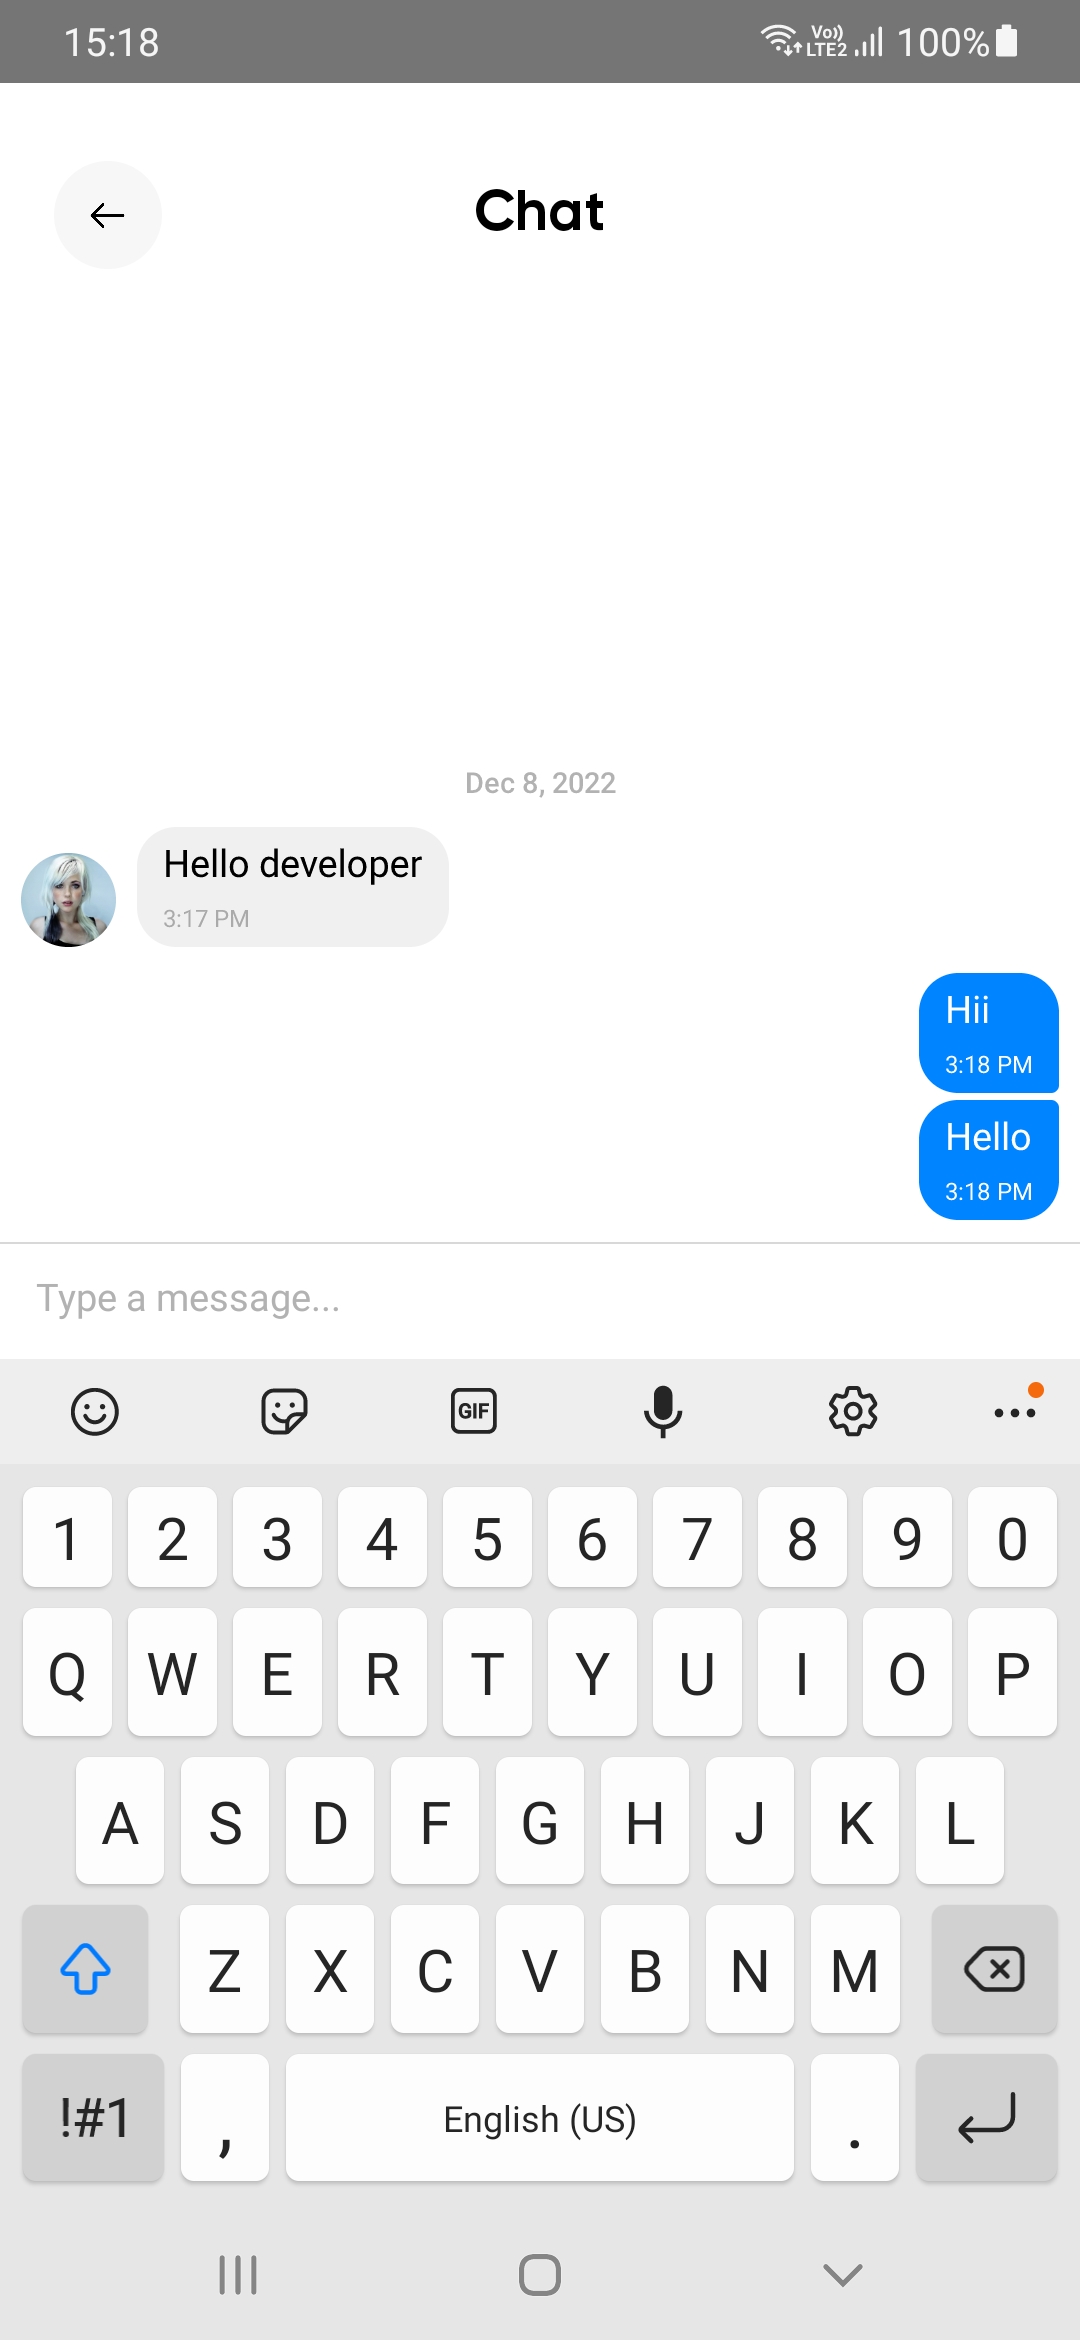 15:18
Vo)) LTE2 100%
Chat
Dec 8, 2022
Hello developer
3:17 PM
Hii
3:18 PM
Hello
3:18 PM
Type a message...
GIF
1 2 3 4 5 6 7 8 9 0
Q W E R T Y U I O P
A S D F G H J K L
Z X C V B N M
!#1 , English (US) .